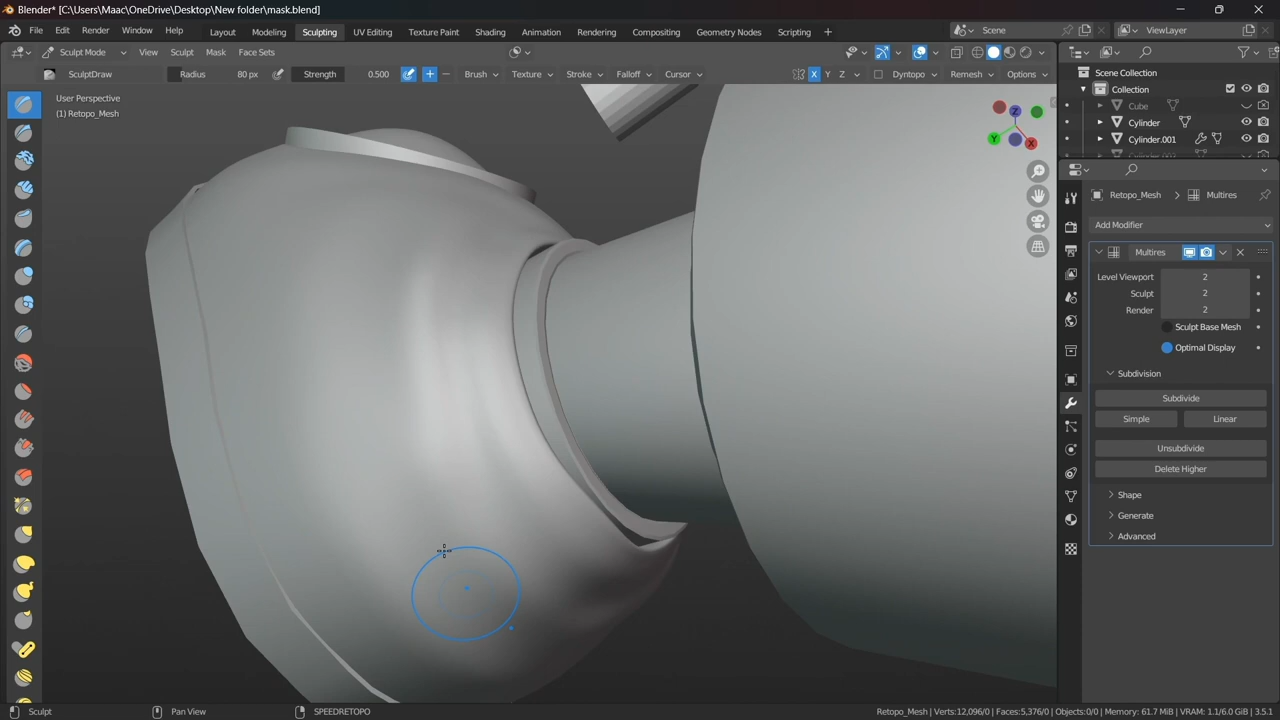 Blender* [C:\Users\Maac\OneDrive\Desktop\New folder\mask.blend]
File Edit Render Window Help Layout Modeling Sculpting UV Editing Texture Paint Shading Animation Rendering Compositing Geometry Nodes Scripting + Scene ViewLayer
Sculpt Mode View Sculpt Mask Face Sets
SculptDraw Radius 80 px Strength 0.500 Brush Texture Stroke Falloff Cursor X Y Z Dyntopo Remesh Options
User Perspective
(1) Retopo_Mesh
Z
Y
X
Scene Collection
Collection
Cube
Cylinder
Cylinder.001
Cylinder.002
Retopo_Mesh > Multires
Add Modifier
Multires
Level Viewport 2
Sculpt 2
Render 2
Sculpt Base Mesh
Optimal Display
Subdivision
Subdivide
Simple Linear
Unsubdivide
Delete Higher
Shape
Generate
Advanced
Sculpt Pan View SPEEDRETOPO Retopo_Mesh | Verts:12,096/0 | Faces:5,376/0 | Objects:0/0 | Memory: 61.7 MiB | VRAM: 1.1/6.0 GiB | 3.5.1